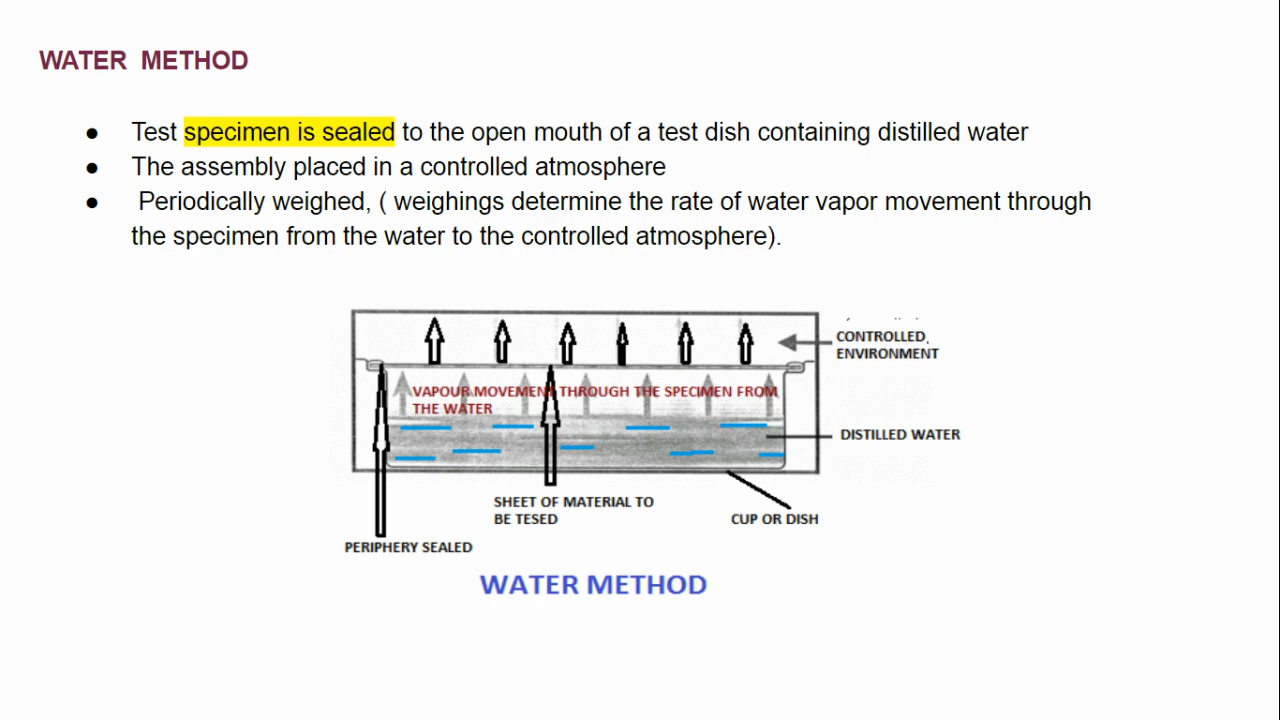 WATER METHOD
● Test specimen is sealed to the open mouth of a test dish containing distilled water
● The assembly placed in a controlled atmosphere
● Periodically weighed, ( weighings determine the rate of water vapor movement through
the specimen from the water to the controlled atmosphere).
CONTROLLED
ENVIRONMENT
VAPOUR MOVEMENT THROUGH THE SPECIMEN FROM
THE WATER
DISTILLED WATER
SHEET OF MATERIAL TO
BE TESED
CUP OR DISH
PERIPHERY SEALED
WATER METHOD